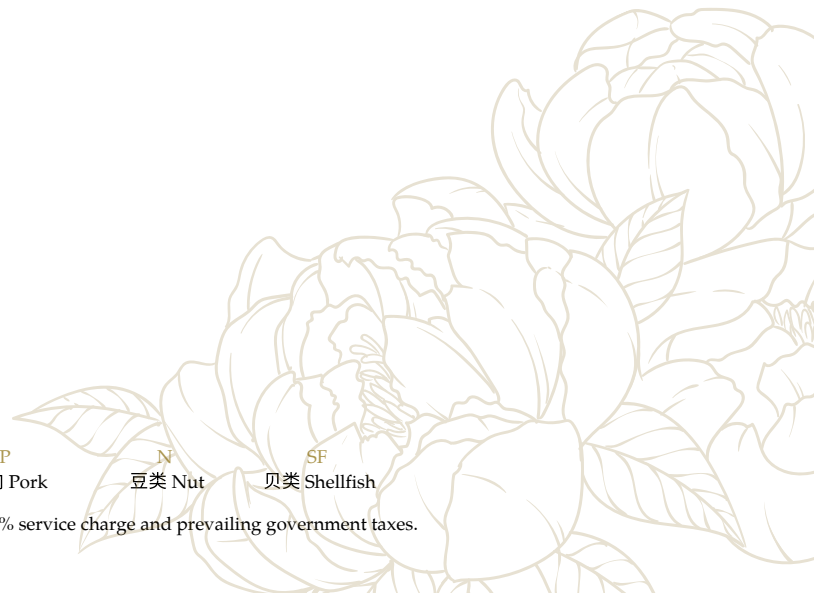 P N SF
Pork 豆类 Nut 贝类 Shellfish
% service charge and prevailing government taxes.